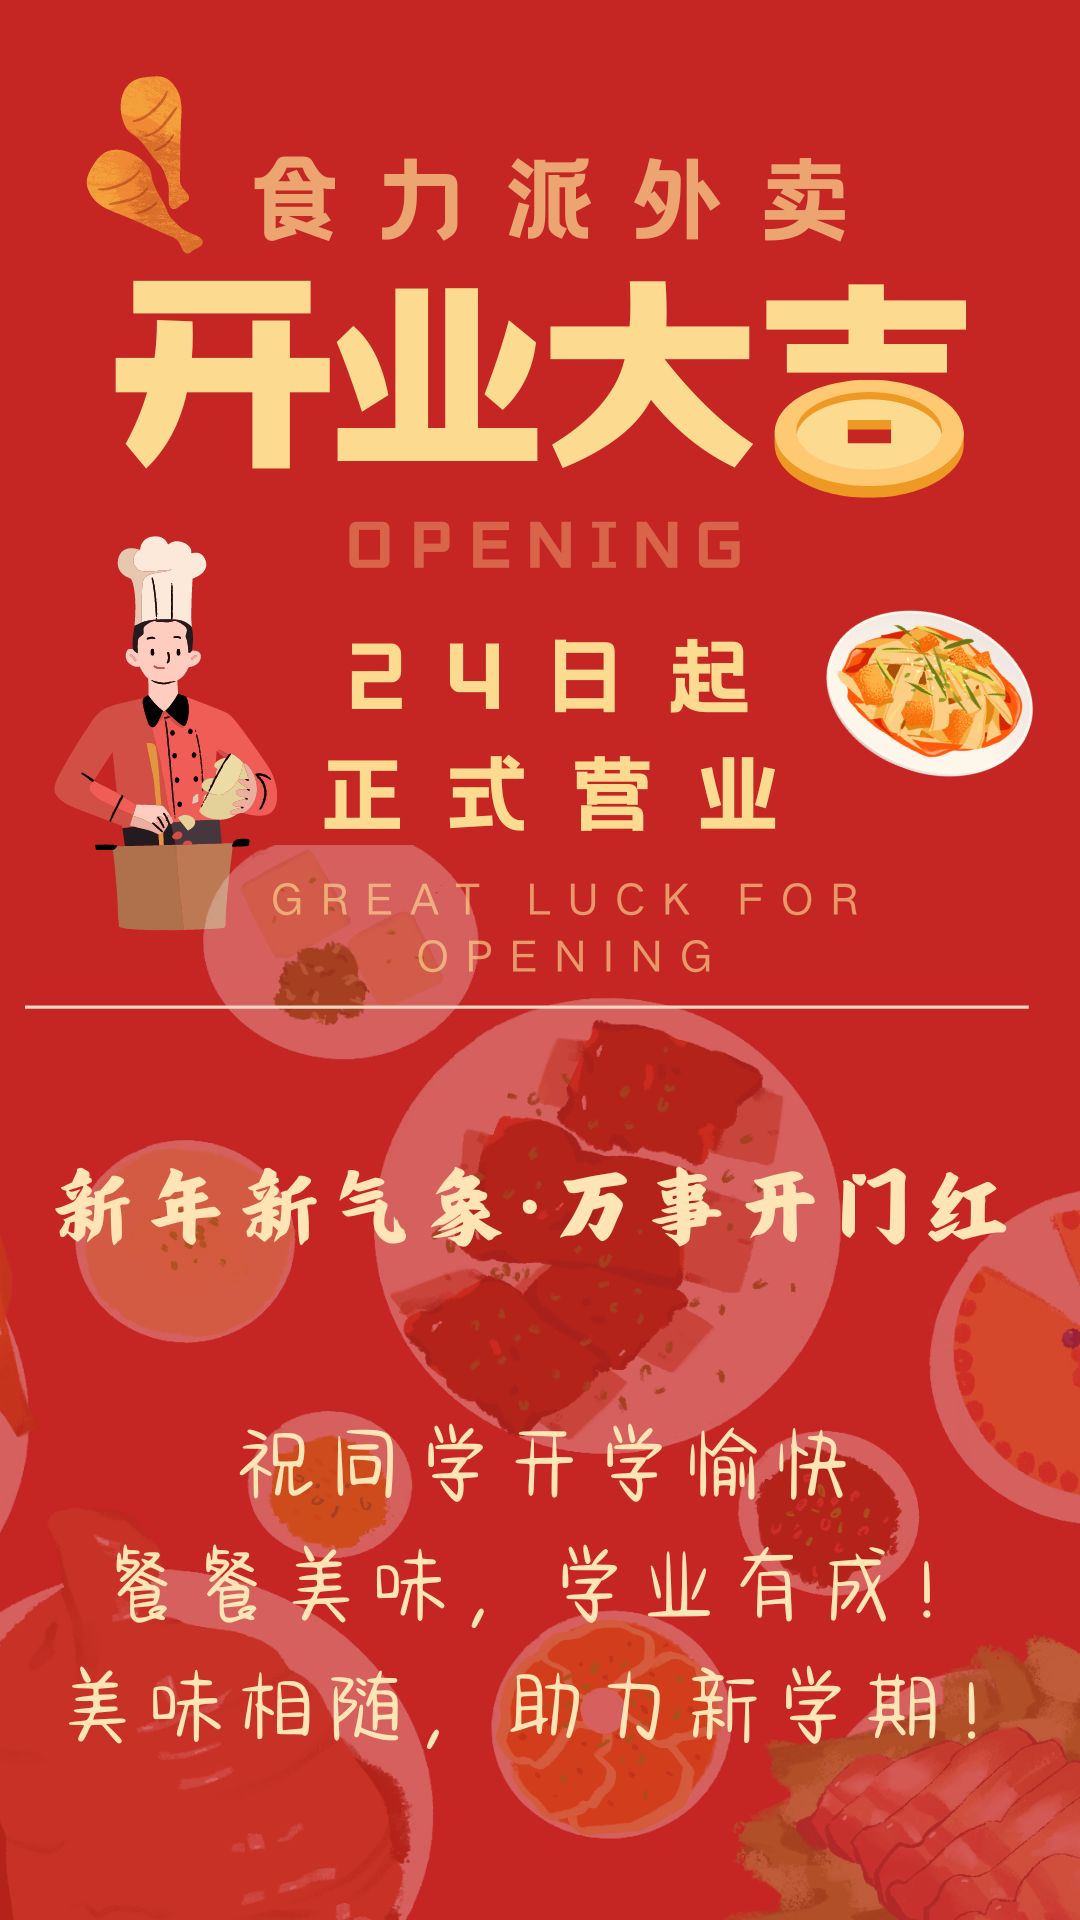 食力派外卖
开业大吉
OPENING
24日起
正式营业
GREAT LUCK FOR
OPENING
新年新气象·万事开门红
祝同学开学愉快
餐餐美味，学业有成！
美味相随，助力新学期！